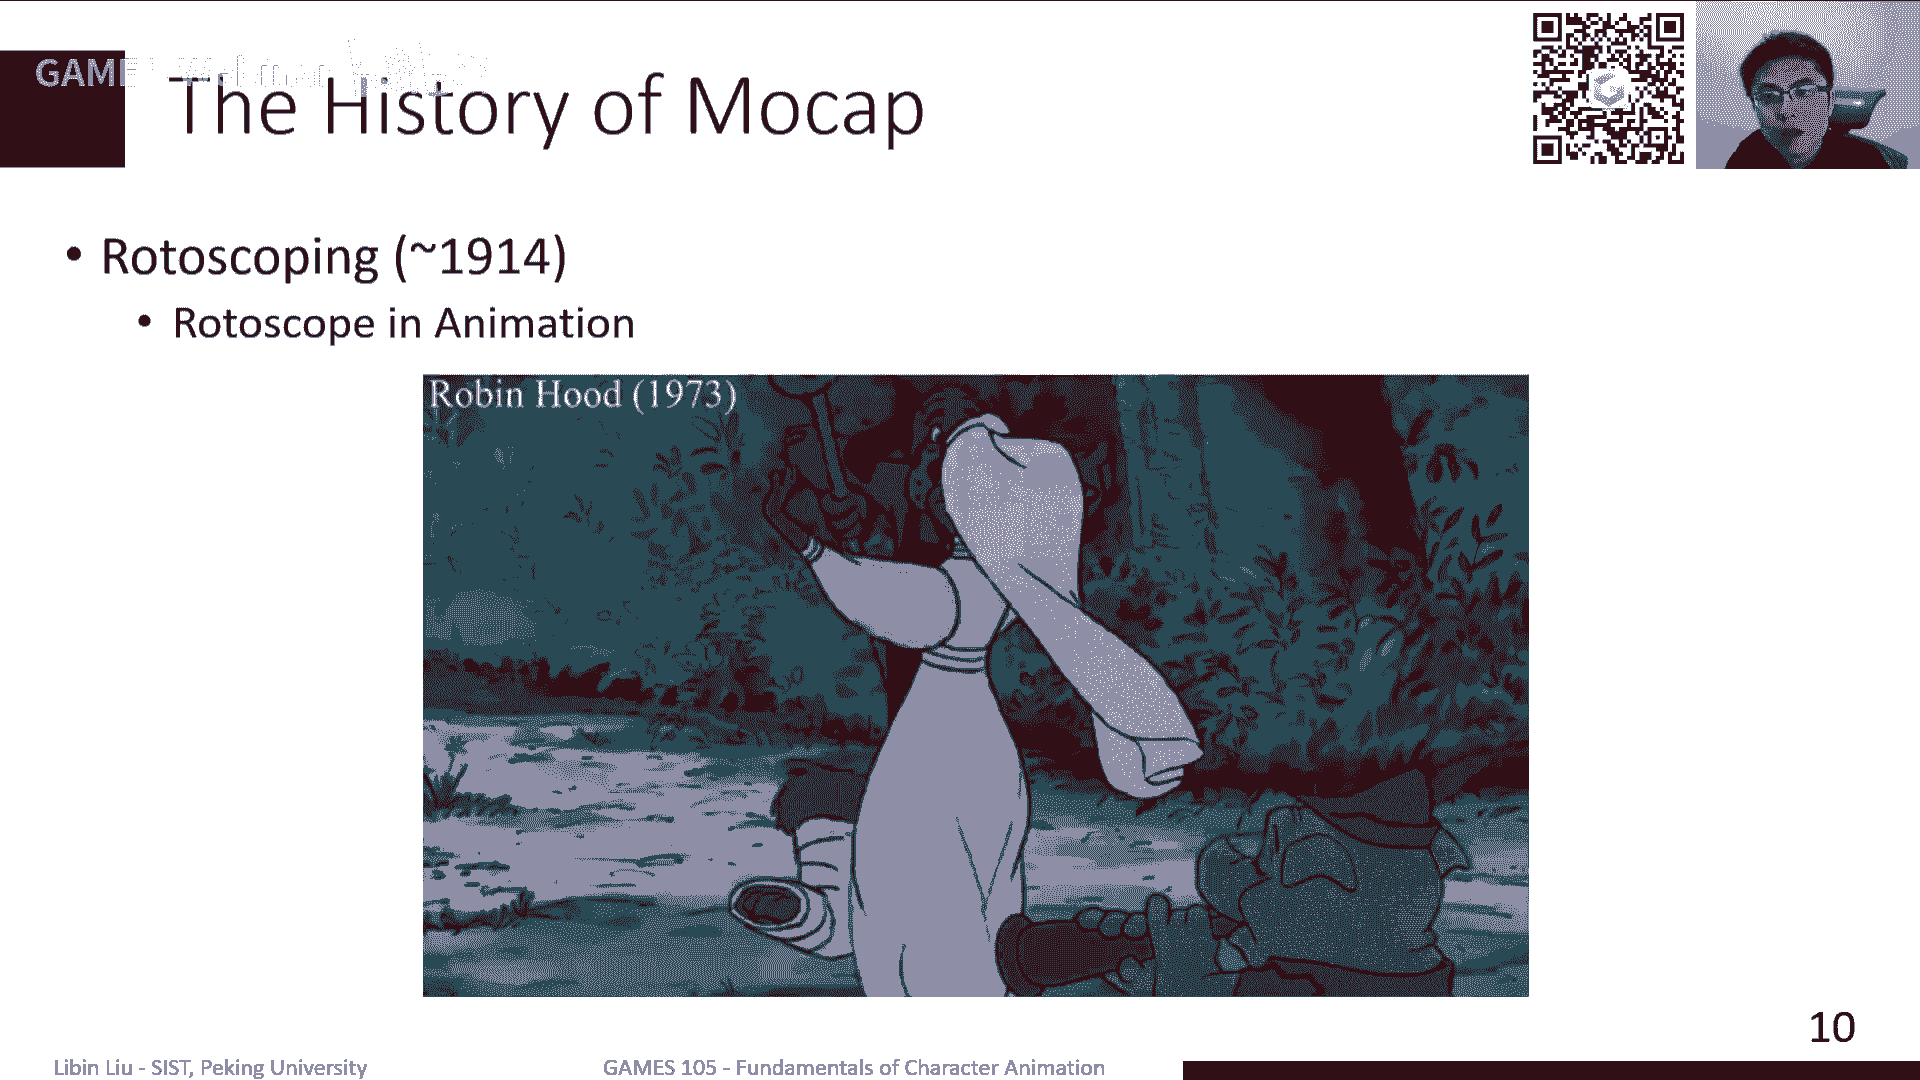 GAME
The History of Mocap
• Rotoscoping (~1914)
• Rotoscope in Animation
Robin Hood (1973)
10
Libin Liu - SIST, Peking University
GAMES 105 - Fundamentals of Character Animation